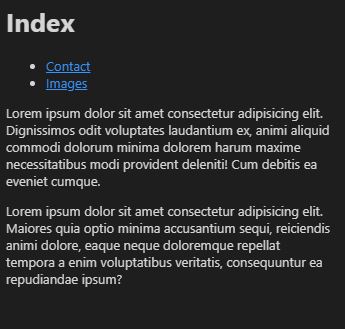 Index
Contact
Images
Lorem ipsum dolor sit amet consectetur adipisicing elit.
Dignissimos odit voluptates laudantium ex, animi aliquid
commodi dolorum minima dolorem harum maxime
necessitatibus modi provident deleniti! Cum debitis ea
eveniet cumque.
Lorem ipsum dolor sit amet consectetur adipisicing elit.
Maiores quia optio minima accusantium sequi, reiciendis
animi dolore, eaque neque doloremque repellat
tempora a enim voluptatibus veritatis, consequuntur ea
repudiandae ipsum?